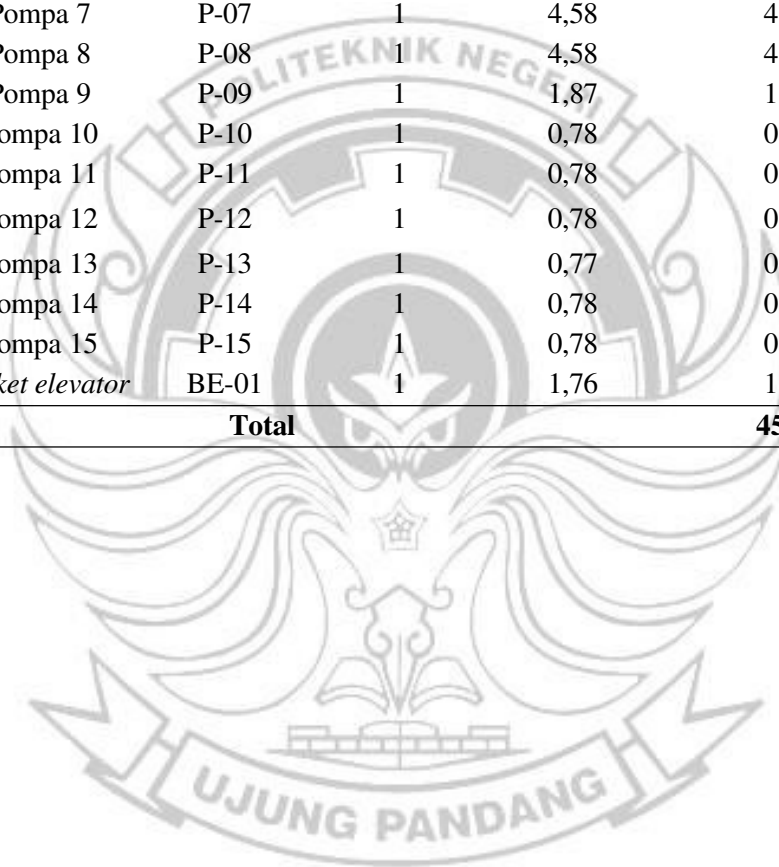 Pompa 7 P-07 1 4,58 4
Pompa 8 P-08 1 4,58 4
Pompa 9 P-09 1 1,87 1
ompa 10 P-10 1 0,78 0
ompa 11 P-11 1 0,78 0
ompa 12 P-12 1 0,78 0
ompa 13 P-13 1 0,77 0
ompa 14 P-14 1 0,78 0
ompa 15 P-15 1 0,78 0
ket elevator BE-01 1 1,76 1
Total 45
POLITEKNIK NEGERI
UJUNG PANDANG